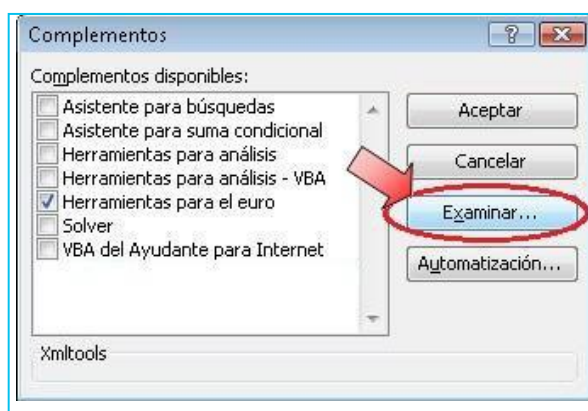 Complementos
Complementos disponibles:
Asistente para búsquedas
Asistente para suma condicional
Herramientas para análisis
Herramientas para análisis - VBA
Herramientas para el euro
Solver
VBA del Ayudante para Internet
Aceptar
Cancelar
Examinar...
Automatización...
Xmltools